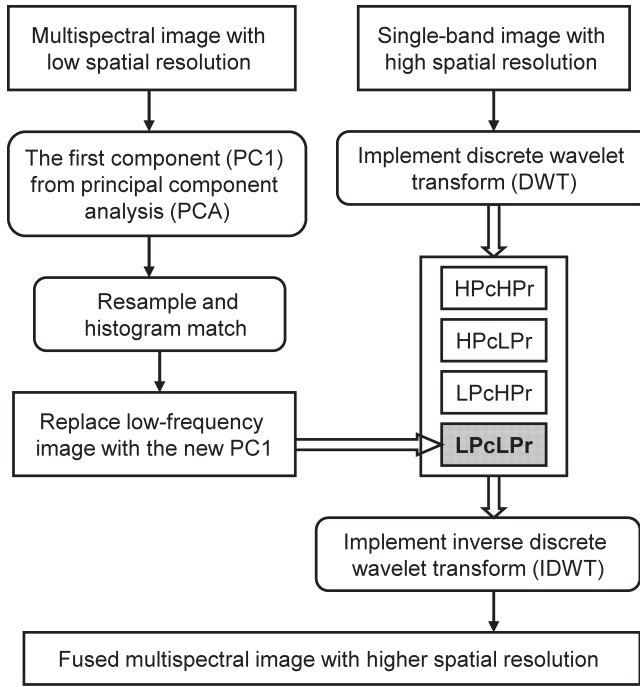 Multispectral image with
low spatial resolution
Single-band image with
high spatial resolution
The first component (PC1)
from principal component
analysis (PCA)
Implement discrete wavelet
transform (DWT)
Resample and
histogram match
HPcHPr
HPcLPr
LPcHPr
LPcLPr
Replace low-frequency
image with the new PC1
Implement inverse discrete
wavelet transform (IDWT)
Fused multispectral image with higher spatial resolution